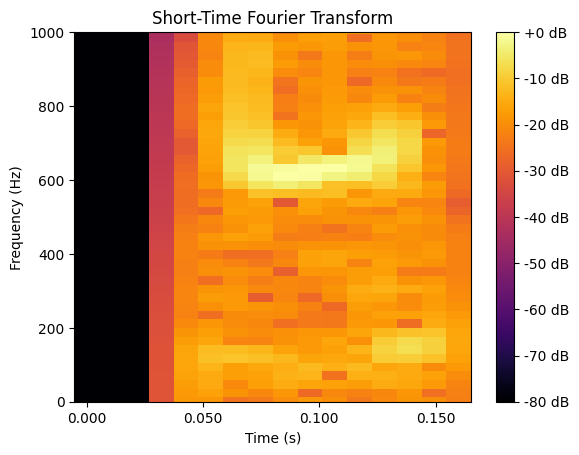 Short-Time Fourier Transform
1000
800
600
400
200
0
Frequency (Hz)
0.000
0.050
0.100
0.150
Time (s)
+0 dB
-10 dB
-20 dB
-30 dB
-40 dB
-50 dB
-60 dB
-70 dB
-80 dB